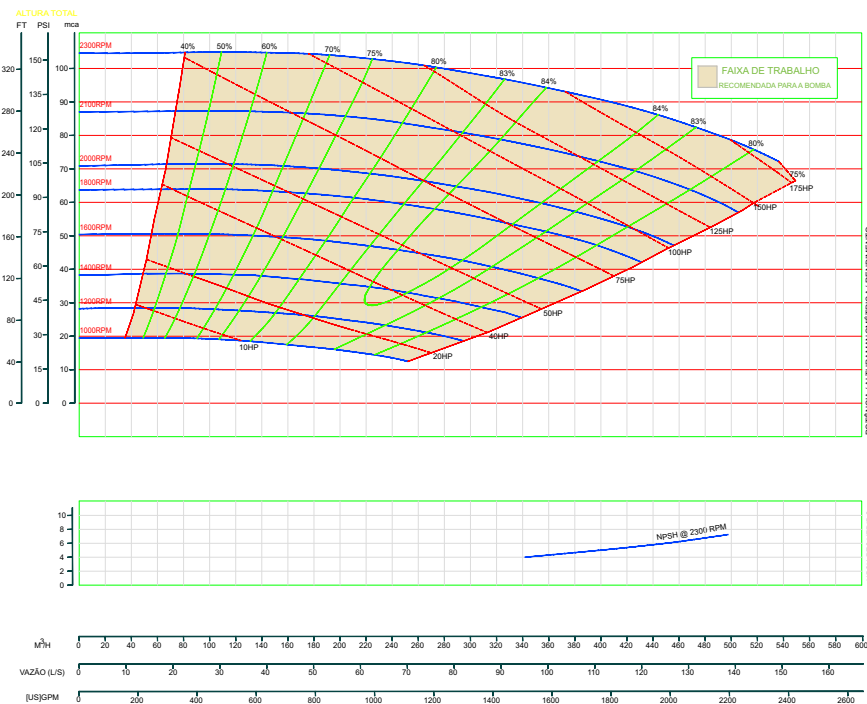 ALTURA TOTAL
FT PSI mca
2300RPM
40% 50% 60% 70% 75% 80% 83% 84% 84% 83% 80% 75%
FAIXA DE TRABALHO
RECOMENDADA PARA A BOMBA
320 280 240 200 160 120 80 40 0
150 135 120 105 90 75 60 45 30 15 0
100 90 80 70 60 50 40 30 20 10 0
2100RPM
2000RPM
1800RPM
1600RPM
1400RPM
1200RPM
1000RPM
175HP
150HP
125HP
100HP
75HP
50HP
40HP
20HP
10HP
10 8 6 4 2 0
NPSH @ 2300 RPM
M³/H 0 20 40 60 80 100 120 140 160 180 200 220 240 260 280 300 320 340 360 380 400 420 440 460 480 500 520 540 560 580 600
VAZÃO (L/S) 0 10 20 30 40 50 60 70 80 90 100 110 120 130 140 150 160
[US]GPM 0 200 400 600 800 1000 1200 1400 1600 1800 2000 2200 2400 2600